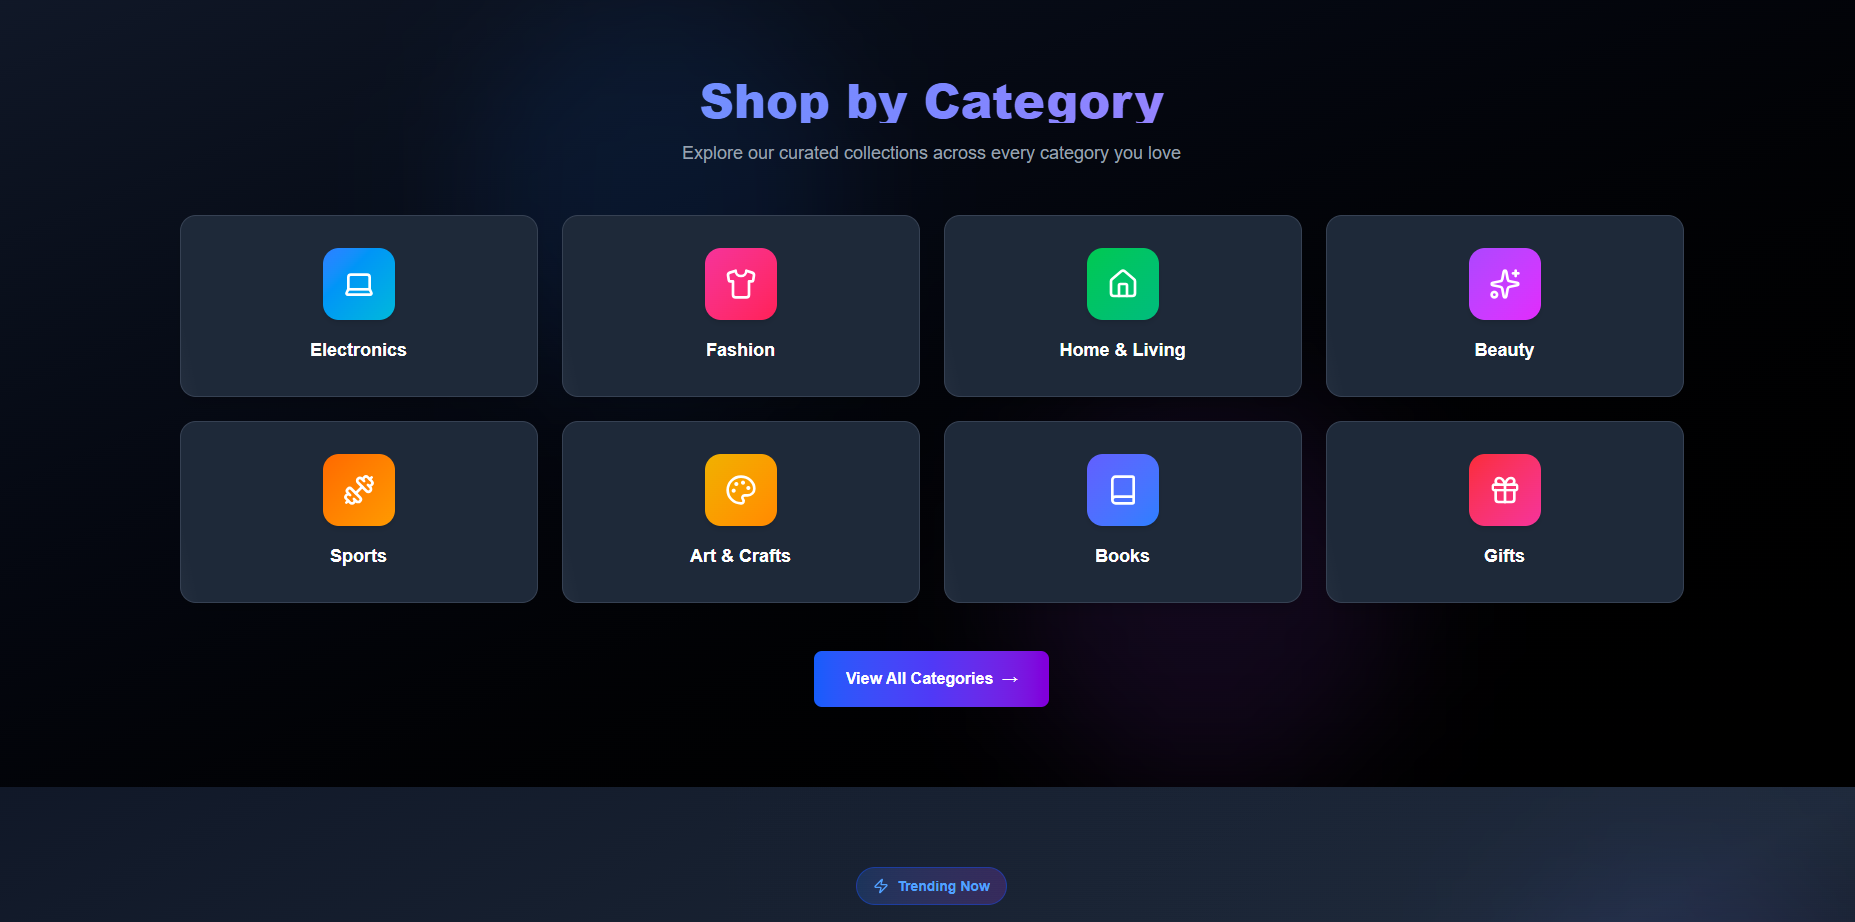 Shop by Category
Explore our curated collections across every category you love
Electronics
Fashion
Home & Living
Beauty
Sports
Art & Crafts
Books
Gifts
View All Categories →
Trending Now